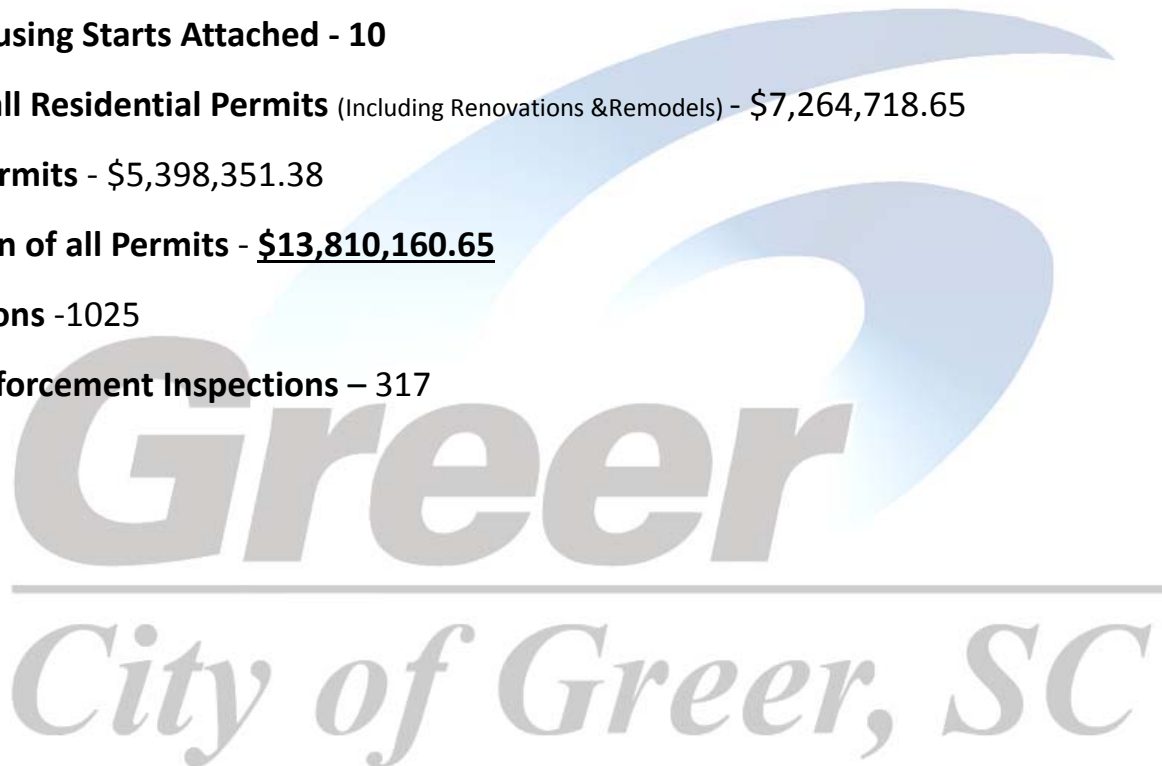 using Starts Attached - 10
all Residential Permits (Including Renovations &Remodels) - $7,264,718.65
rmits - $5,398,351.38
n of all Permits - $13,810,160.65
ons -1025
forcement Inspections – 317
Greer
City of Greer, SC